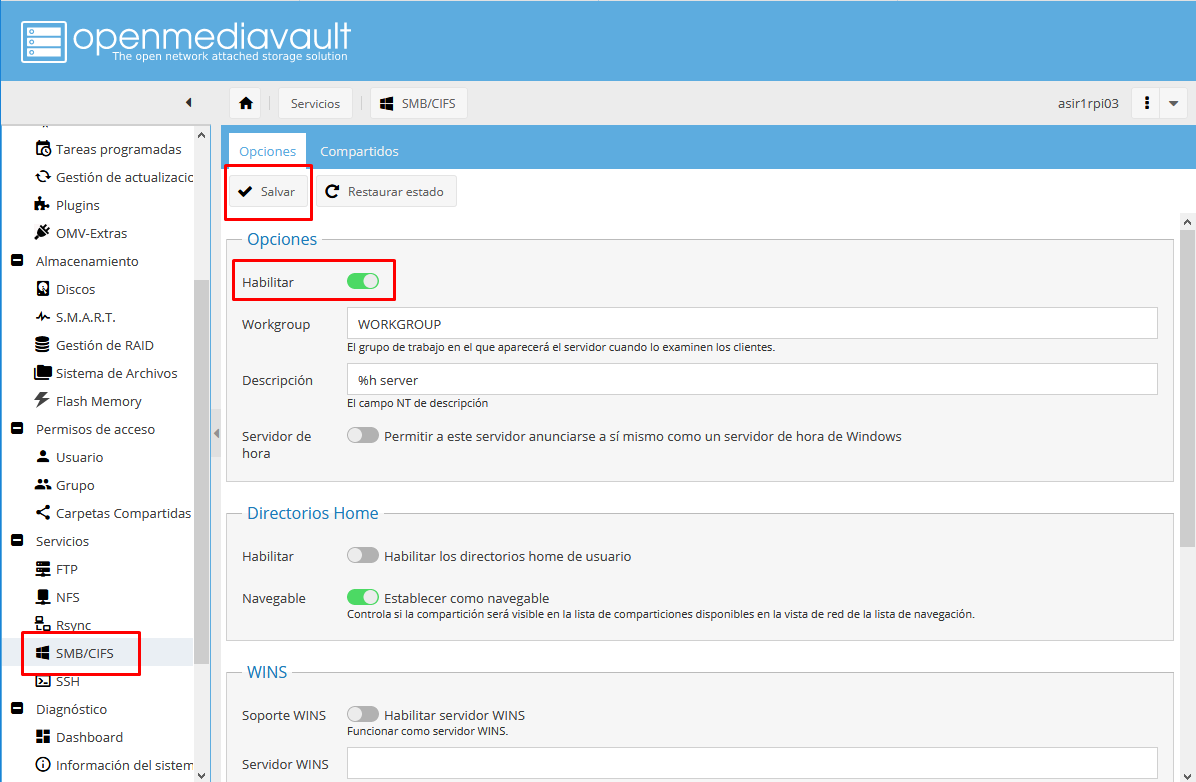 openmediavault
The open network attached storage solution
Servicios
SMB/CIFS
asir1rpi03
Tareas programadas
Gestión de actualizacio
Plugins
OMV-Extras
Almacenamiento
Discos
S.M.A.R.T.
Gestión de RAID
Sistema de Archivos
Flash Memory
Permisos de acceso
Usuario
Grupo
Carpetas Compartidas
Servicios
FTP
NFS
Rsync
SMB/CIFS
SSH
Diagnóstico
Dashboard
Información del sistem
Opciones
Compartidos
Salvar
Restaurar estado
Opciones
Habilitar
Workgroup
WORKGROUP
El grupo de trabajo en el que aparecerá el servidor cuando lo examinen los clientes.
Descripción
%h server
El campo NT de descripción
Servidor de
hora
Permitir a este servidor anunciarse a sí mismo como un servidor de hora de Windows
Directorios Home
Habilitar
Habilitar los directorios home de usuario
Navegable
Establecer como navegable
Controla si la compartición será visible en la lista de comparticiones disponibles en la vista de red de la lista de navegación.
WINS
Soporte WINS
Habilitar servidor WINS
Funcionar como servidor WINS.
Servidor WINS